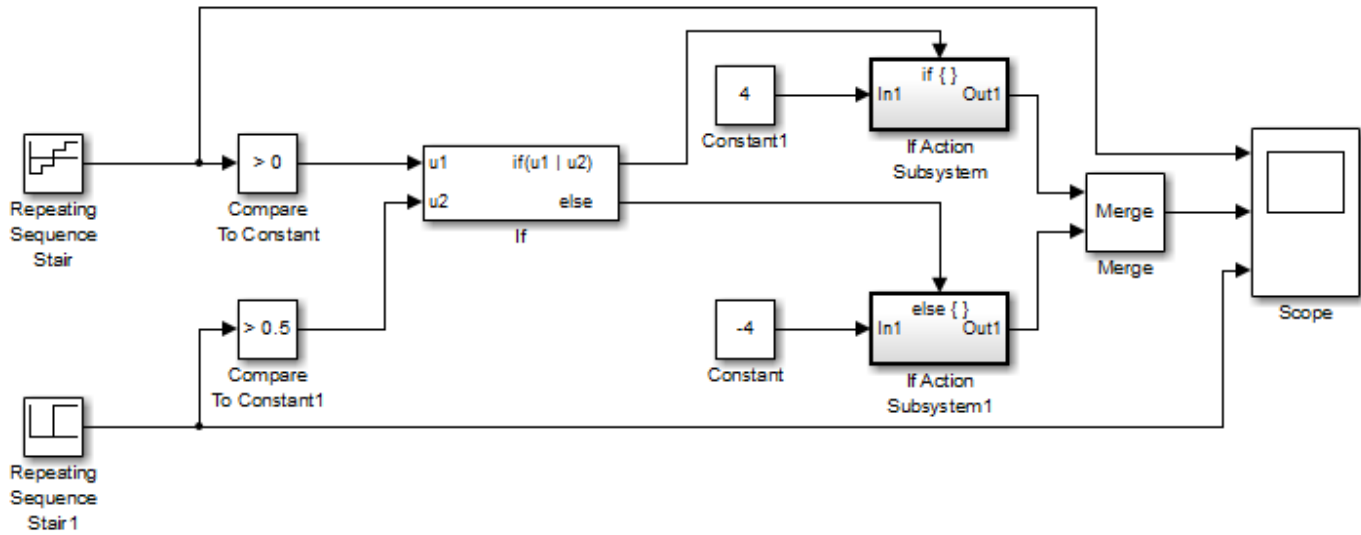 if { }
In1
Out1
4
Constant1
If Action
Subsystem
> 0
u1
if(u1 | u2)
u2
else
If
Repeating
Sequence
Stair
Compare
To Constant
Merge
Merge
Scope
else { }
In1
Out1
-4
Constant
If Action
Subsystem1
> 0.5
Compare
To Constant1
Repeating
Sequence
Stair1